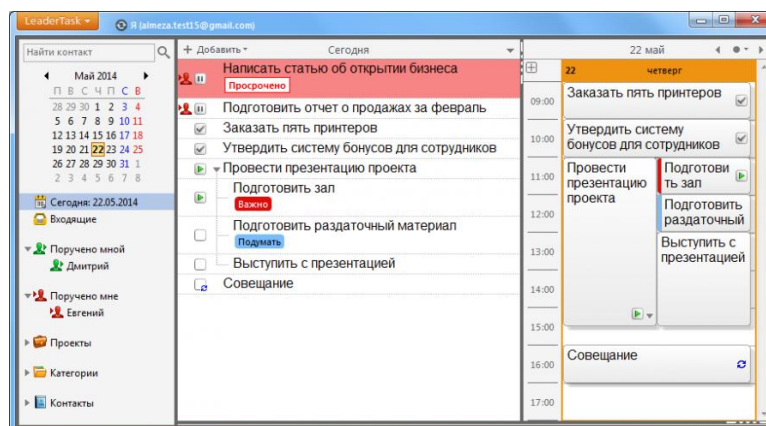 LeaderTask
Я (almeza.test15@gmail.com)
Найти контакт
Май 2014
П В С Ч П С В
28 29 30 1 2 3 4
5 6 7 8 9 10 11
12 13 14 15 16 17 18
19 20 21 22 23 24 25
26 27 28 29 30 31 1
2 3 4 5 6 7 8
Сегодня: 22.05.2014
Входящие
Поручено мной
Дмитрий
Поручено мне
Евгений
Проекты
Категории
Контакты
+ Добавить
Сегодня
Написать статью об открытии бизнеса
Просрочено
Подготовить отчет о продажах за февраль
Заказать пять принтеров
Утвердить систему бонусов для сотрудников
Провести презентацию проекта
Подготовить зал
Важно
Подготовить раздаточный материал
Подумать
Выступить с презентацией
Совещание
22 май
22 четверг
09:00
10:00
11:00
12:00
13:00
14:00
15:00
16:00
17:00
Заказать пять принтеров
Утвердить систему
бонусов для сотрудников
Провести
презентацию
проекта
Подготови
ть зал
Подготовить
раздаточный
Выступить с
презентацией
Совещание